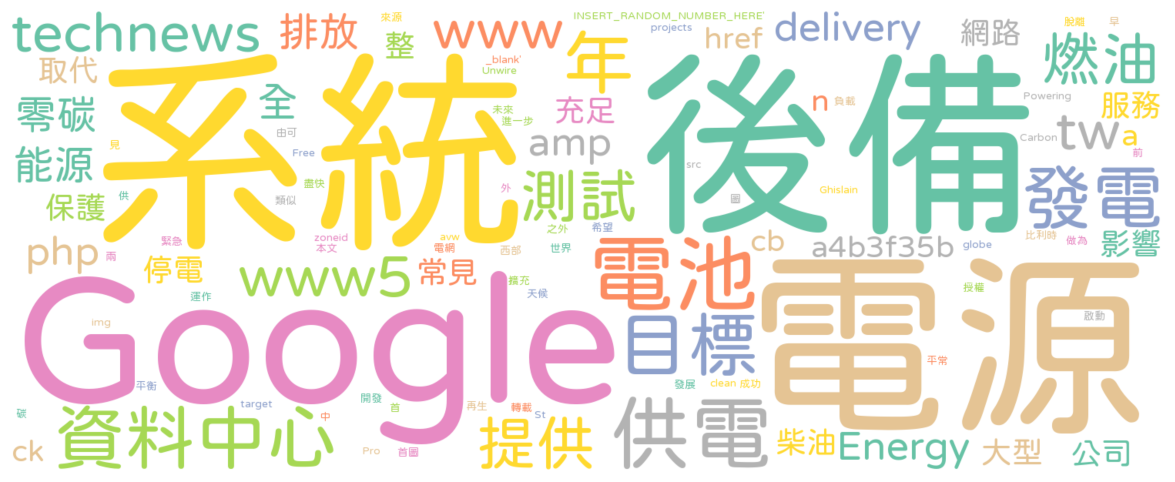 technews
排放
來源
www
整
_blank'
Unwire
年
INSERT_RANDOM_NUMBER_HERE'
projects
href
delivery
網路
脫離
早
燃油
取代
零碳
全
系統
後備
充足
未來
進一步
amp
n
負載
Powering
服務
tw
a
Carbon
前
由可
Free
見
能源
盡快
src
保護
供
類似
外
測試
圖
Ghislain
發電
希望
之外
php
兩
緊急
zoneid
本文
avw
電網
西部
世界
電池
cb
a4b3f35b
globe
比利時
做為
影響
停電
www5
常見
擴充
天候
運作
電源
授權
啟動
img
Google
目標
平常
平衡
發展
clean
成功
碳
target
開發
首
再生
轉載
St
中
資料中心
提供
供電
柴油
Energy
大型
公司
ck
Pro
首圖